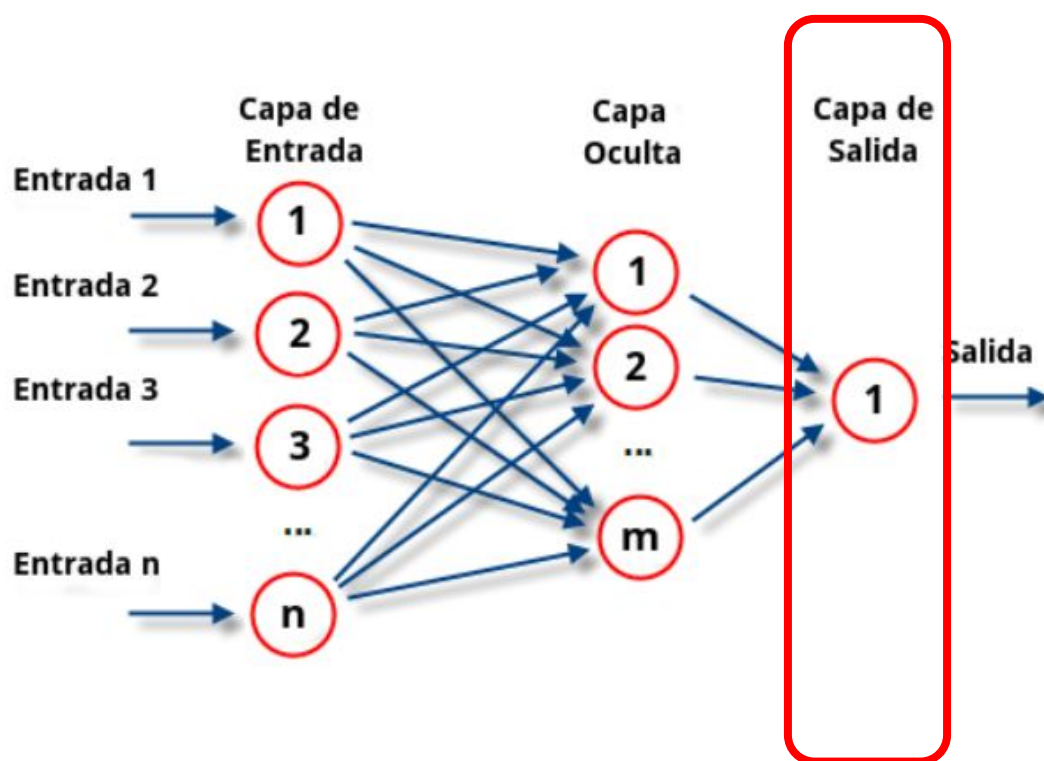 Capa de
Entrada
Capa
Oculta
Capa de
Salida
Entrada 1
Entrada 2
Entrada 3
Entrada n
1
2
3
...
n
1
2
...
m
1
Salida